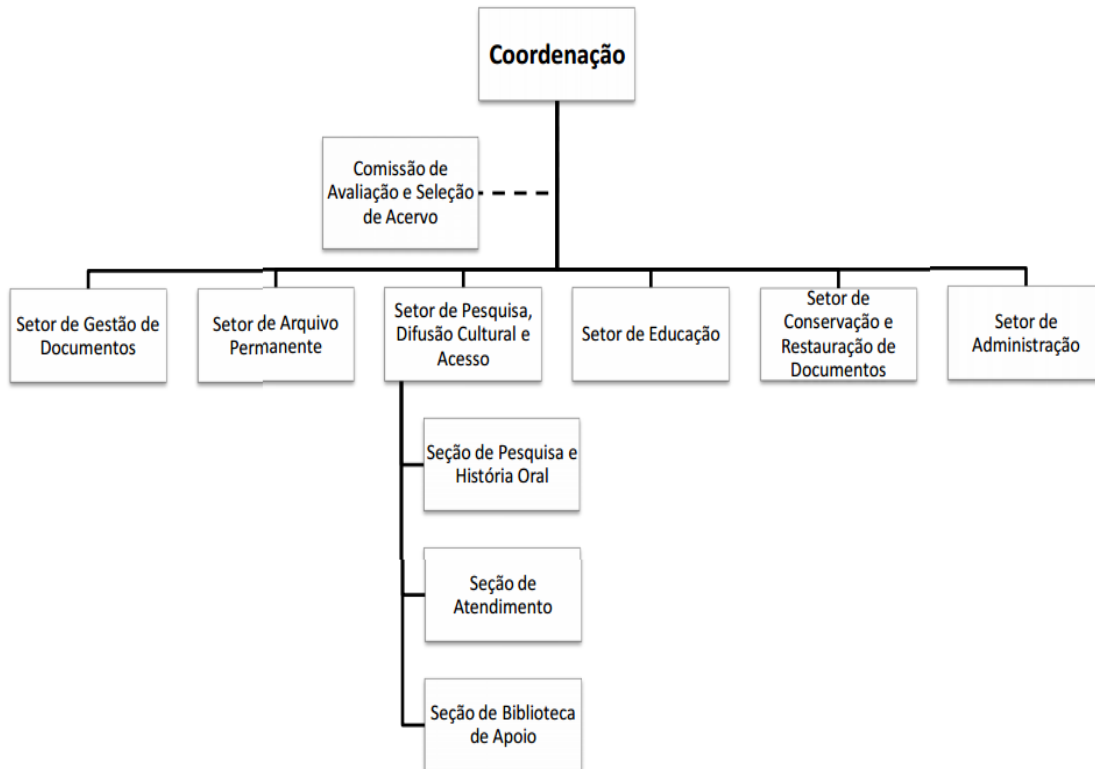 Coordenação
Comissão de
Avaliação e Seleção
de Acervo
Setor de Gestão de
Documentos
Setor de Arquivo
Permanente
Setor de Pesquisa,
Difusão Cultural e
Acesso
Setor de Educação
Setor de
Conservação e
Restauração de
Documentos
Setor de
Administração
Seção de Pesquisa e
História Oral
Seção de
Atendimento
Seção de Biblioteca
de Apoio